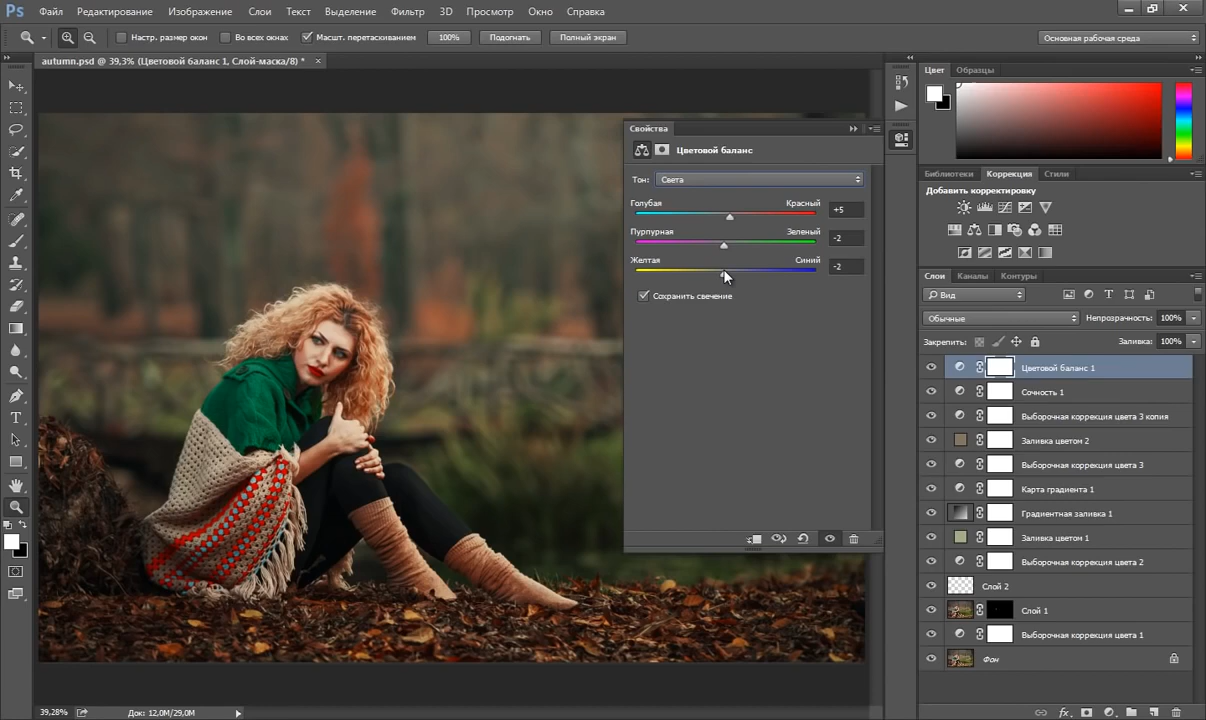 Ps Файл Редактирование Изображение Слои Текст Выделение Фильтр 3D Просмотр Окно Справка
Настр. размер окон Во всех окнах Масшт. перетаскиванием 100% Подогнать Полный экран Основная рабочая среда
autumn.psd @ 39,3% (Цветовой баланс 1, Слой-маска/8) * ×
Свойства
Цветовой баланс
Тон: Света
Голубая Красный +5
Пурпурная Зеленый -2
Желтая Синий -2
Сохранить свечение
Цвет Образцы
Библиотеки Коррекция Стили
Добавить корректировку
Слои Каналы Контуры
Вид
Обычные Непрозрачность: 100%
Закрепить: Заливка: 100%
Цветовой баланс 1
Сочность 1
Выборочная коррекция цвета 3 копия
Заливка цветом 2
Выборочная коррекция цвета 3
Карта градиента 1
Градиентная заливка 1
Заливка цветом 1
Выборочная коррекция цвета 2
Слой 2
Слой 1
Выборочная коррекция цвета 1
Фон
39,28% Док: 12,0M/29,0M